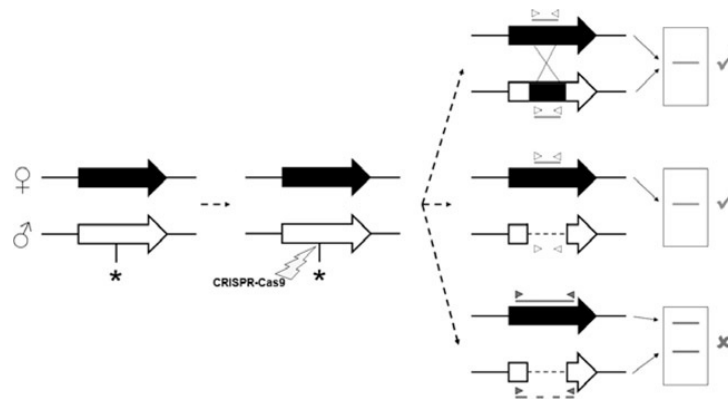 ♀
♂
* *
CRISPR-Cas9